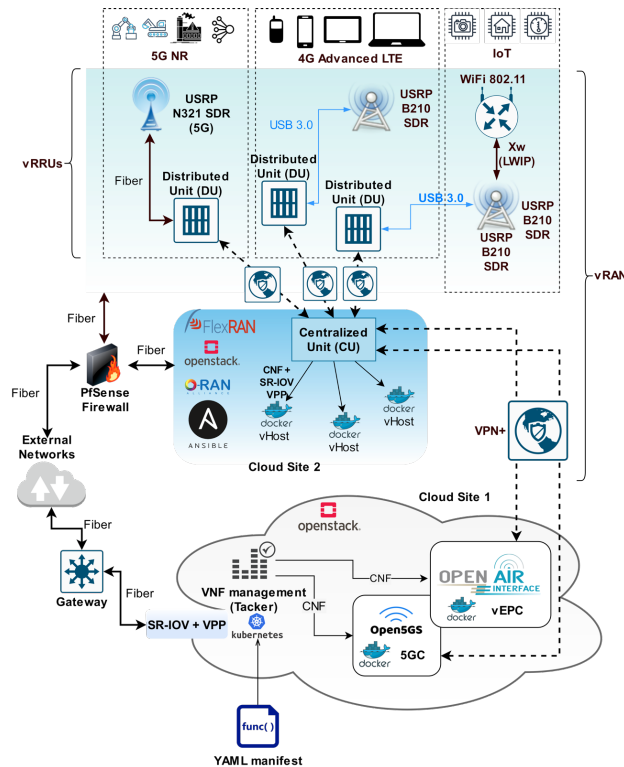 5G NR
4G Advanced LTE
IoT
WiFi 802.11
USRP
N321 SDR
(5G)
USB 3.0
USRP
B210
SDR
Xw
(LWIP)
vRRUs
Fiber
Distributed
Unit (DU)
Distributed
Unit (DU)
Distributed
Unit (DU)
USB 3.0
USRP
B210
SDR
USRP
B210
SDR
vRAN
Fiber
FlexRAN
openstack.
O-RAN
ALLIANCE
ANSIBLE
Centralized
Unit (CU)
CNF +
SR-IOV
VPP
docker
vHost
docker
vHost
docker
vHost
Cloud Site 2
Fiber
PfSense
Firewall
Fiber
External
Networks
VPN+
Fiber
Gateway
Fiber
SR-IOV + VPP
Cloud Site 1
openstack.
VNF management
(Tacker)
kubernetes
CNF
CNF
OPEN AIR
INTERFACE
docker
vEPC
Open5GS
docker
5GC
func( )
YAML manifest